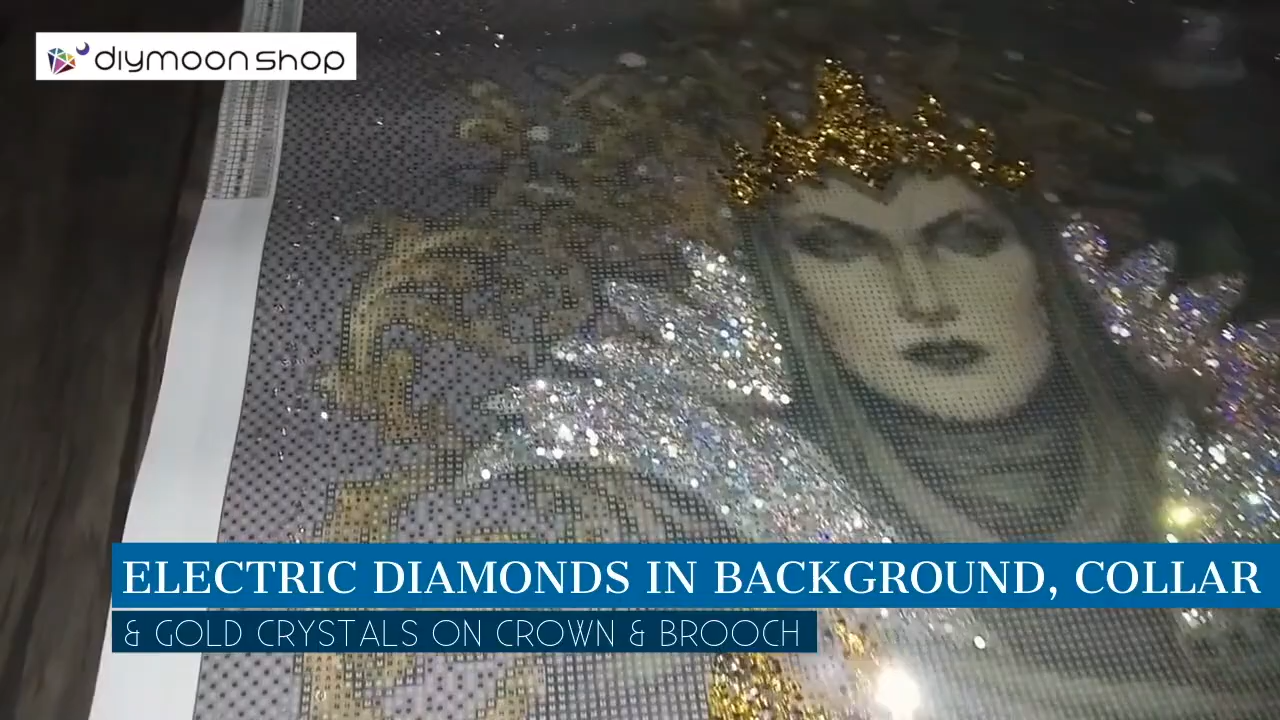 diymoon shop
ELECTRIC DIAMONDS IN BACKGROUND, COLLAR
& GOLD CRYSTALS ON CROWN & BROOCH